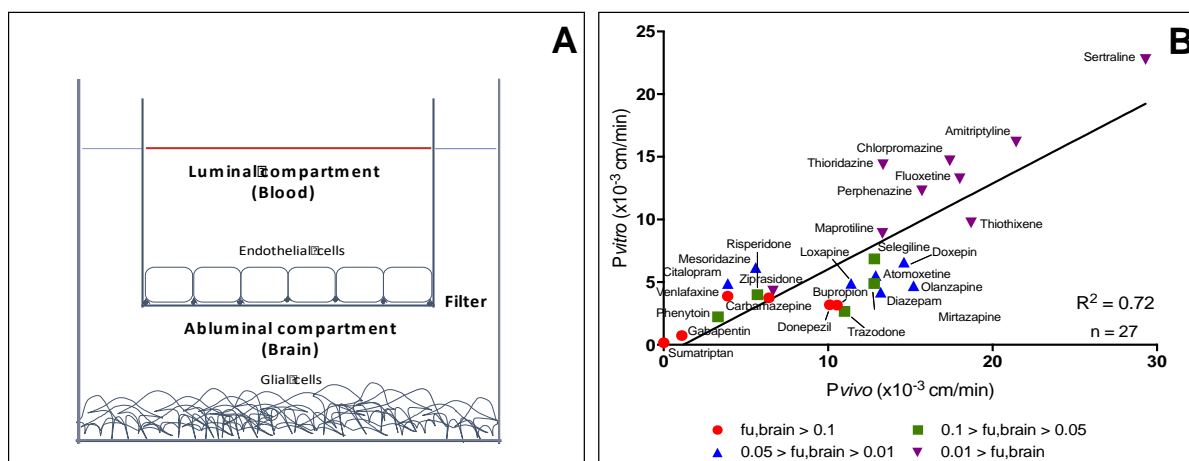 A
Luminal compartment
(Blood)
Endothelial cells
Filter
Abluminal compartment
(Brain)
Glial cells
B
Pvitro (x10-3 cm/min)
25
20
15
10
5
0
Sertraline
Amitriptyline
Chlorpromazine
Thioridazine
Fluoxetine
Perphenazine
Thiothixene
Maprotiline
Risperidone
Selegiline
Loxapine
Doxepin
Mesoridazine
Citalopram
Ziprasidone
Atomoxetine
Olanzapine
Venlafaxine
Bupropion
Diazepam
Carbamazepine
Mirtazapine
Phenytoin
Gabapentin
Donepezil
Trazodone
Sumatriptan
R2 = 0.72
n = 27
0 10 20 30
Pvivo (x10-3 cm/min)
fu,brain > 0.1
0.1 > fu,brain > 0.05
0.05 > fu,brain > 0.01
0.01 > fu,brain